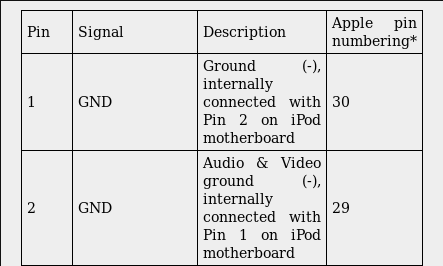 Pin Signal Description Apple pin
numbering*
1 GND Ground (-), 30
internally
connected with
Pin 2 on iPod
motherboard
2 GND Audio & Video 29
ground (-),
internally
connected with
Pin 1 on iPod
motherboard